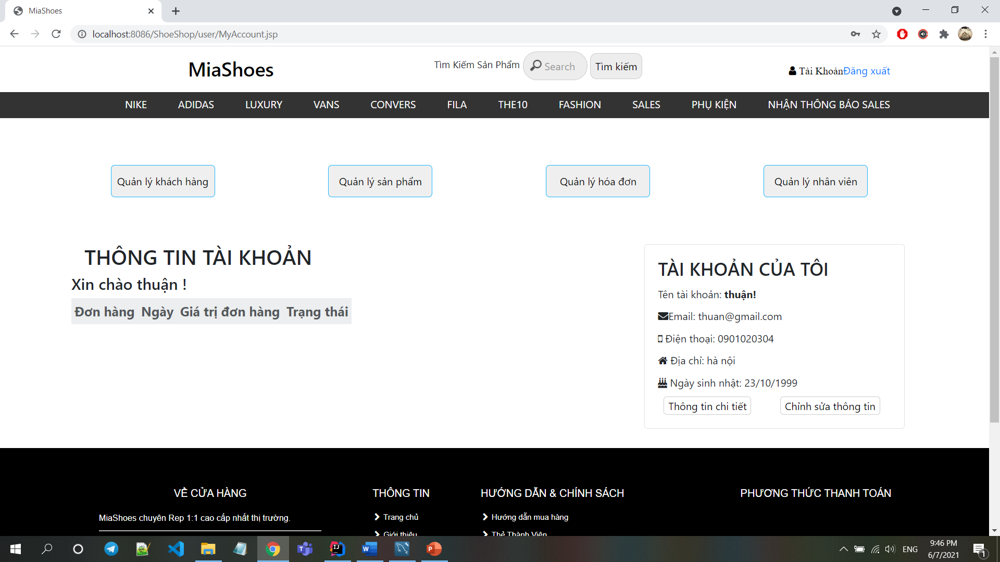 MiaShoes
localhost:8086/ShoeShop/user/MyAccount.jsp
MiaShoes
Tìm Kiếm Sản Phẩm
Search
Tìm kiếm
Tài Khoản Đăng xuất
NIKE ADIDAS LUXURY VANS CONVERS FILA THE10 FASHION SALES PHỤ KIỆN NHẬN THÔNG BÁO SALES
Quản lý khách hàng
Quản lý sản phẩm
Quản lý hóa đơn
Quản lý nhân viên
THÔNG TIN TÀI KHOẢN
Xin chào thuận !
Đơn hàng Ngày Giá trị đơn hàng Trạng thái
TÀI KHOẢN CỦA TÔI
Tên tài khoản: thuận!
Email: thuan@gmail.com
Điện thoại: 0901020304
Địa chỉ: hà nội
Ngày sinh nhật: 23/10/1999
Thông tin chi tiết
Chỉnh sửa thông tin
VỀ CỬA HÀNG
MiaShoes chuyên Rep 1:1 cao cấp nhất thị trường.
THÔNG TIN
Trang chủ
Giới thiệu
HƯỚNG DẪN & CHÍNH SÁCH
Hướng dẫn mua hàng
Thẻ Thành Viên
PHƯƠNG THỨC THANH TOÁN
ENG
9:46 PM
6/7/2021
1